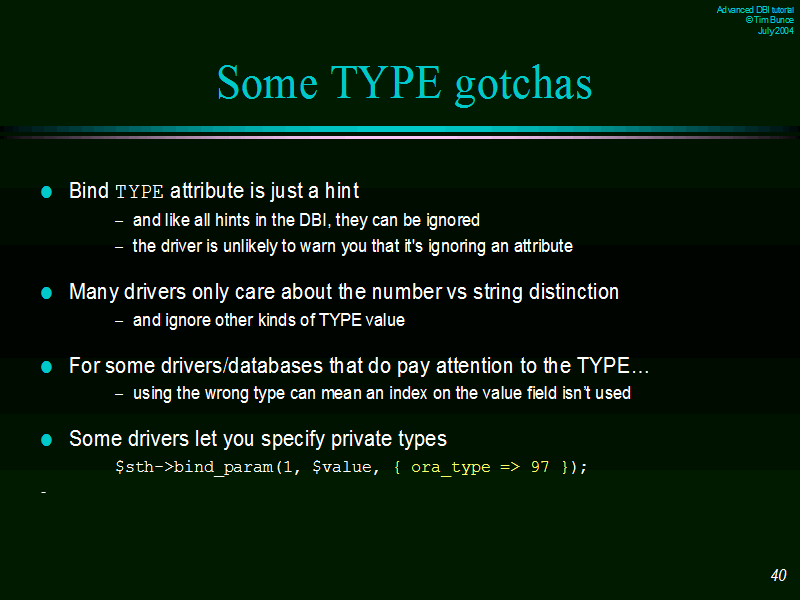 Advanced DBI tutorial
© Tim Bunce
July 2004
Some TYPE gotchas
● Bind TYPE attribute is just a hint
– and like all hints in the DBI, they can be ignored
– the driver is unlikely to warn you that it's ignoring an attribute
● Many drivers only care about the number vs string distinction
– and ignore other kinds of TYPE value
● For some drivers/databases that do pay attention to the TYPE…
– using the wrong type can mean an index on the value field isn’t used
● Some drivers let you specify private types
$sth->bind_param(1, $value, { ora_type => 97 });
-
40